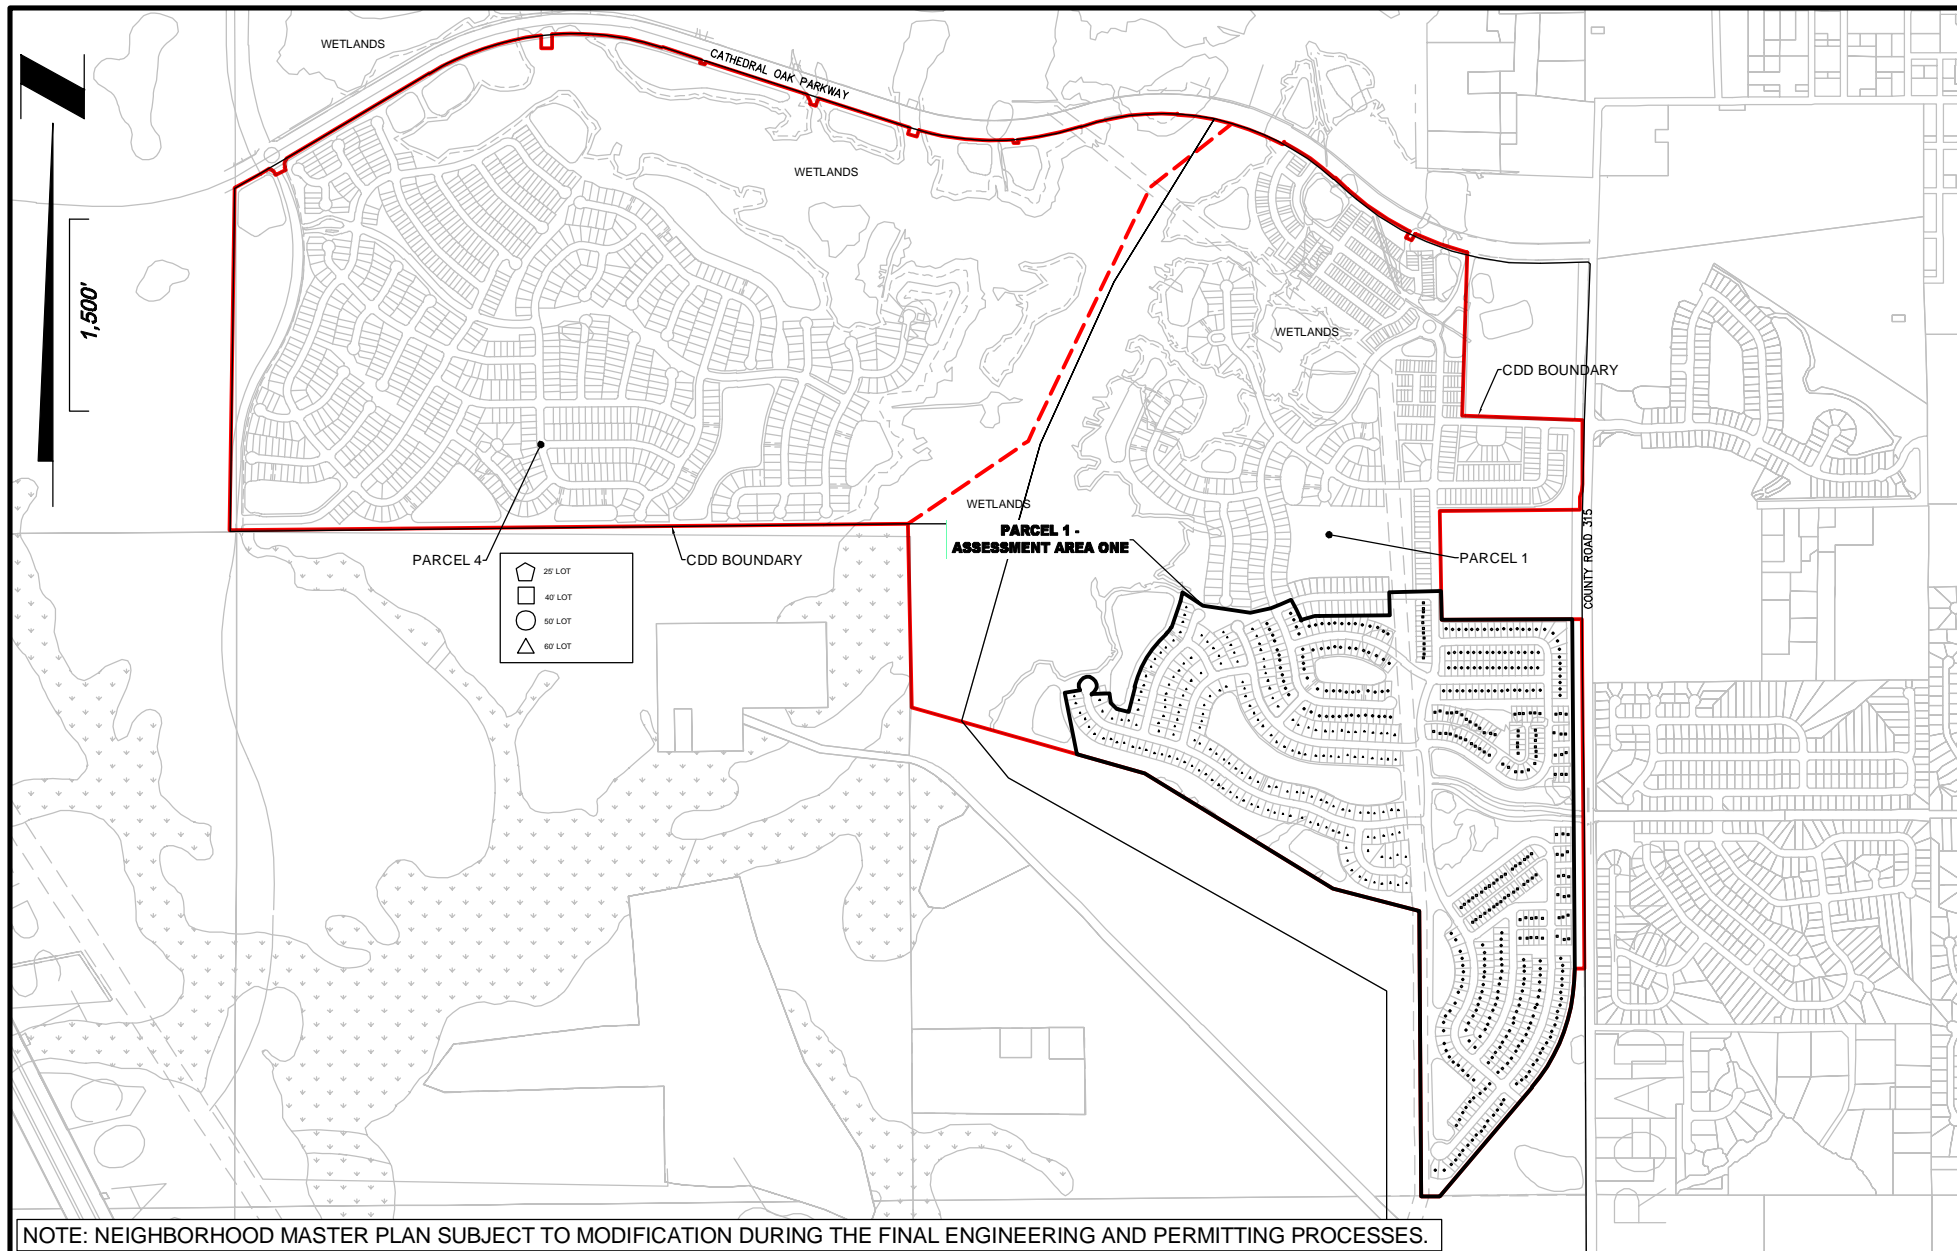 WETLANDS
CATHEDRAL OAK PARKWAY
WETLANDS
1,500'
WETLANDS
CDD BOUNDARY
WETLANDS
PARCEL 1 -
ASSESSMENT AREA ONE
PARCEL 4
CDD BOUNDARY
PARCEL 1
COUNTY ROAD 315
25' LOT
40' LOT
50' LOT
60' LOT
NOTE: NEIGHBORHOOD MASTER PLAN SUBJECT TO MODIFICATION DURING THE FINAL ENGINEERING AND PERMITTING PROCESSES.